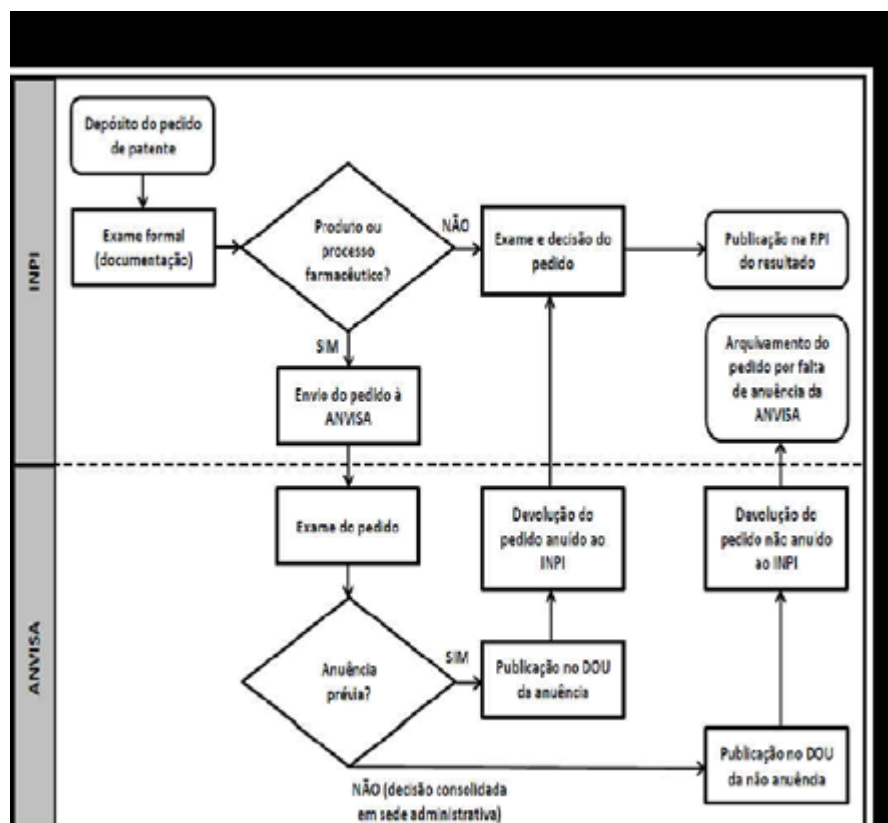 INPI
Depósito do pedido
de patente
Exame formal
(documentação)
Produto ou
processo
farmacêutico?
NÃO
Exame e decisão do
pedido
Publicação na RPI
do resultado
SIM
Envio do pedido à
ANVISA
Arquivamento do
pedido por falta
de anuência da
ANVISA
ANVISA
Exame do pedido
Devolução do
pedido anuído ao
INPI
Devolução do
pedido não anuído
ao INPI
Anuência
prévia?
SIM
Publicação no DOU
da anuência
Publicação no DOU
da não anuência
NÃO (decisão consolidada
em sede administrativa)